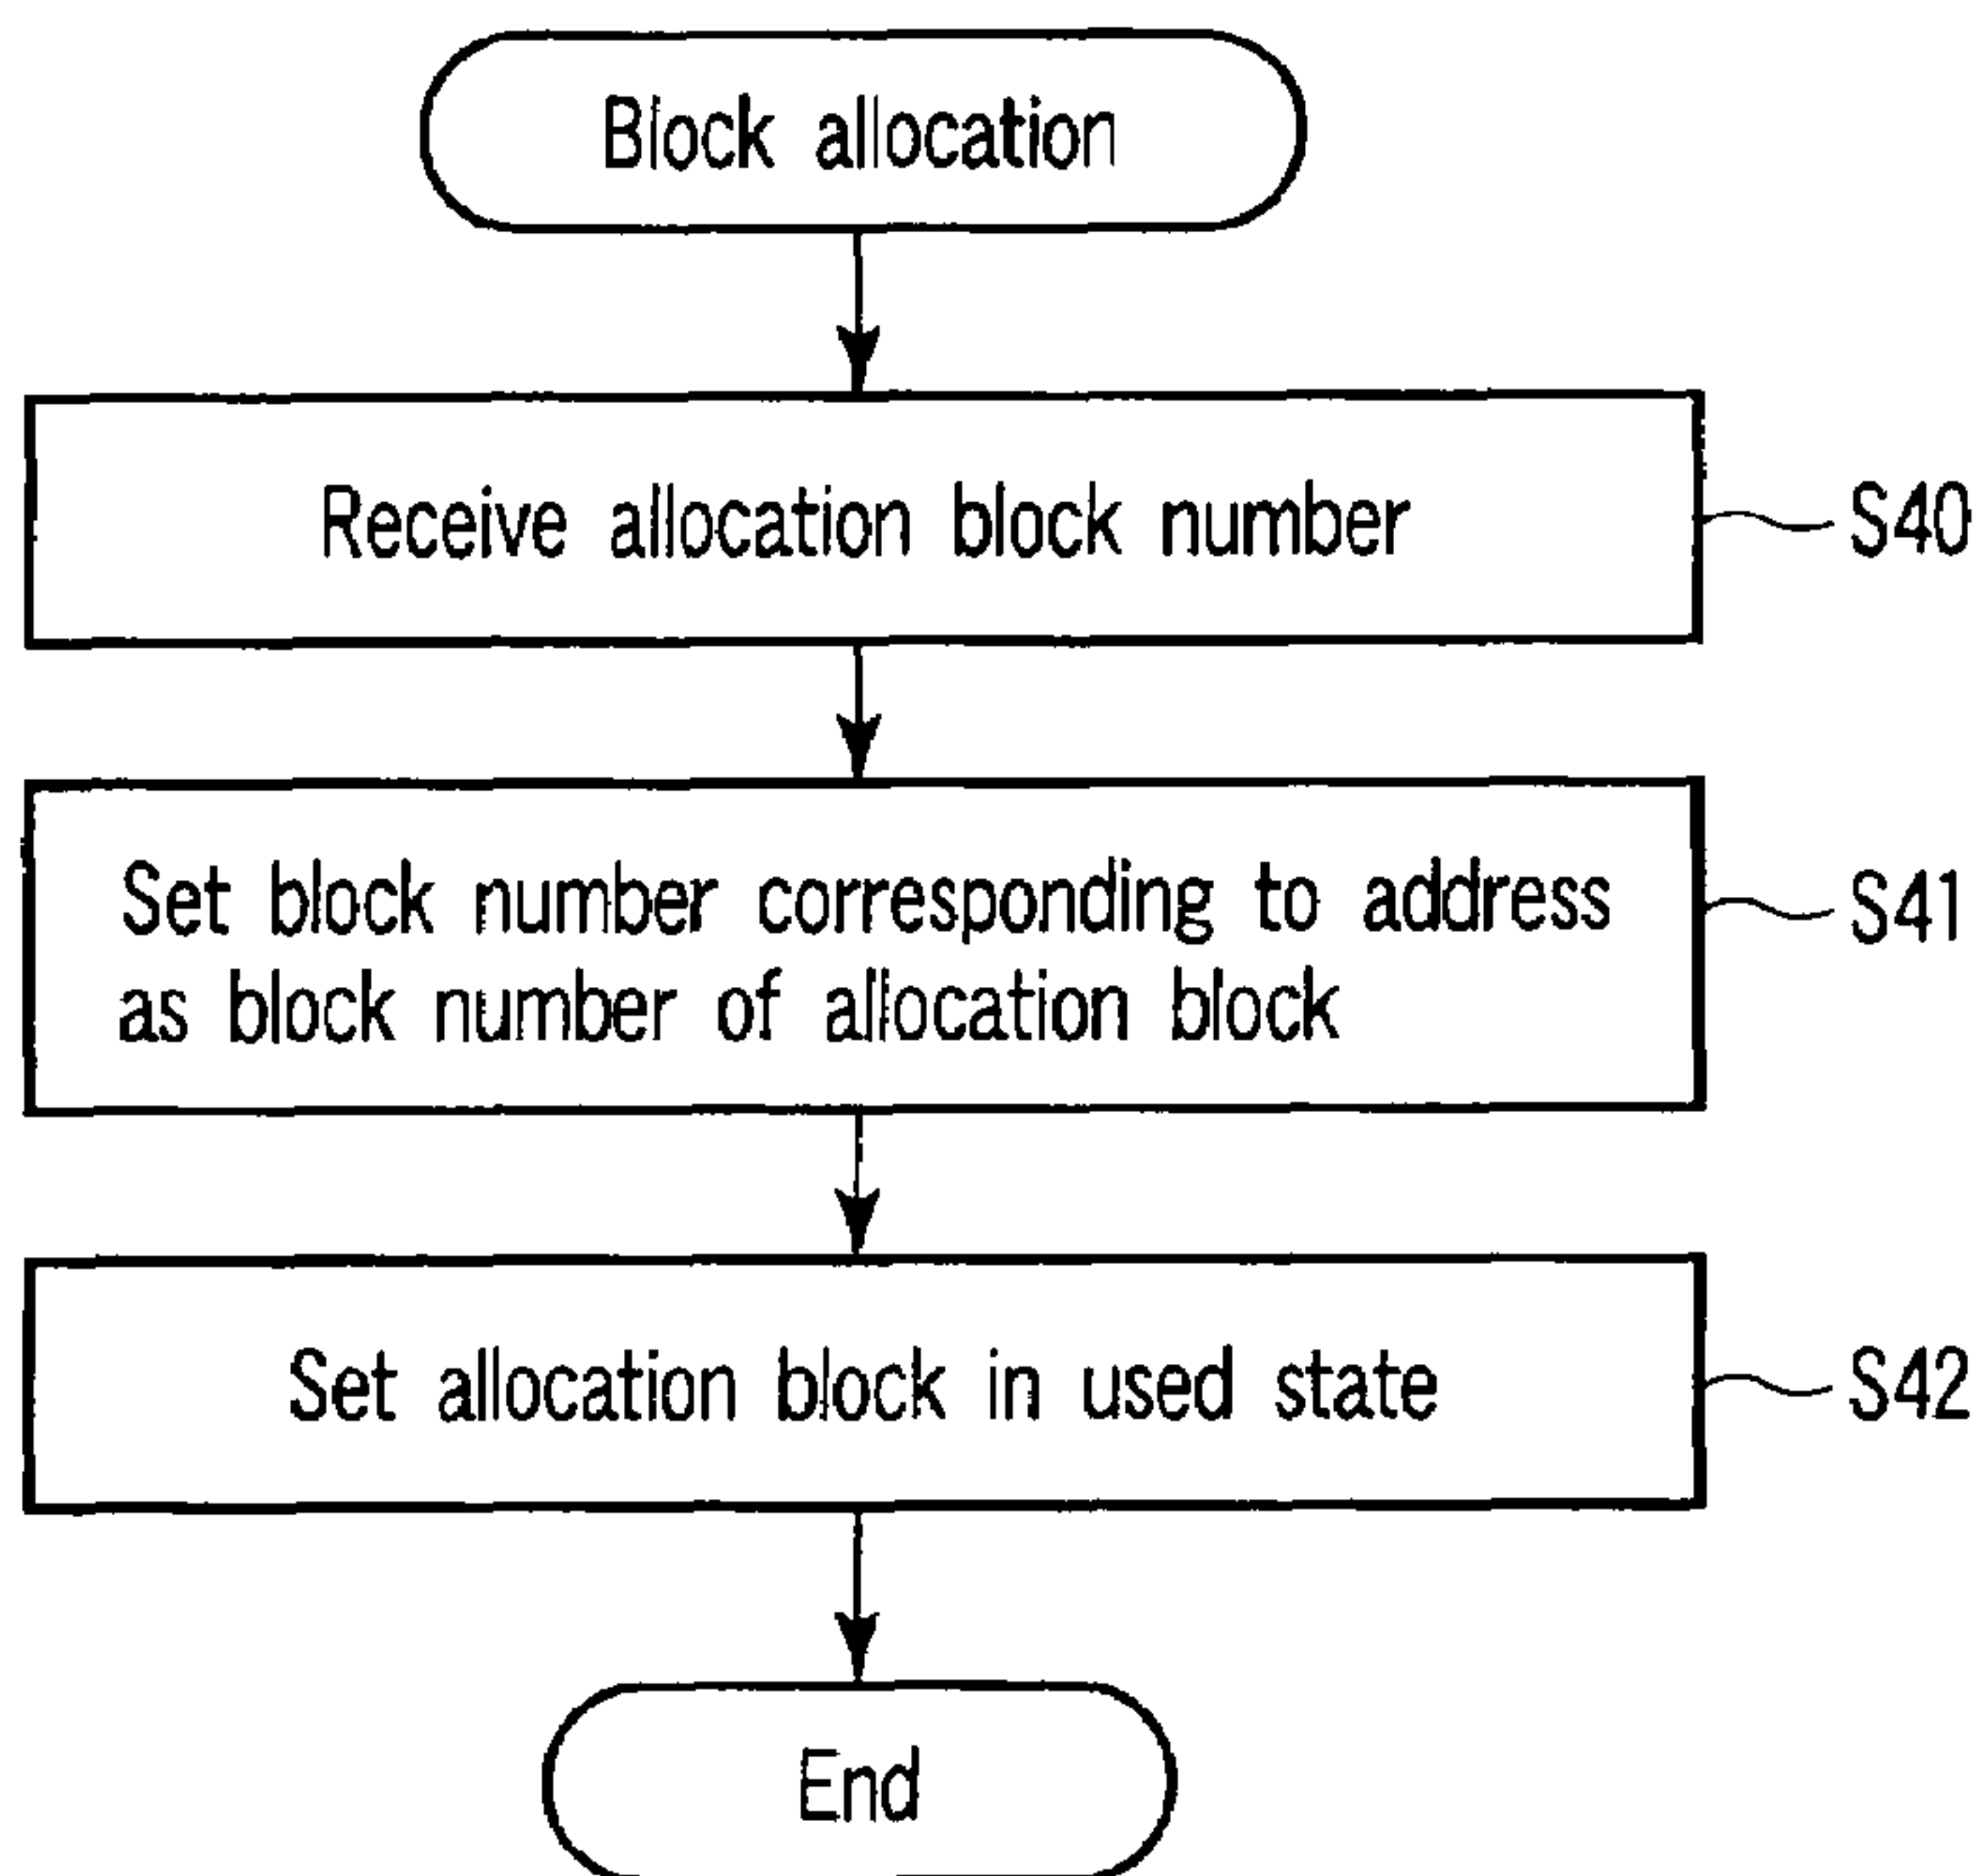 Block allocation
Receive allocation block number
S40
Set block number corresponding to address
as block number of allocation block
S41
Set allocation block in used state
S42
End